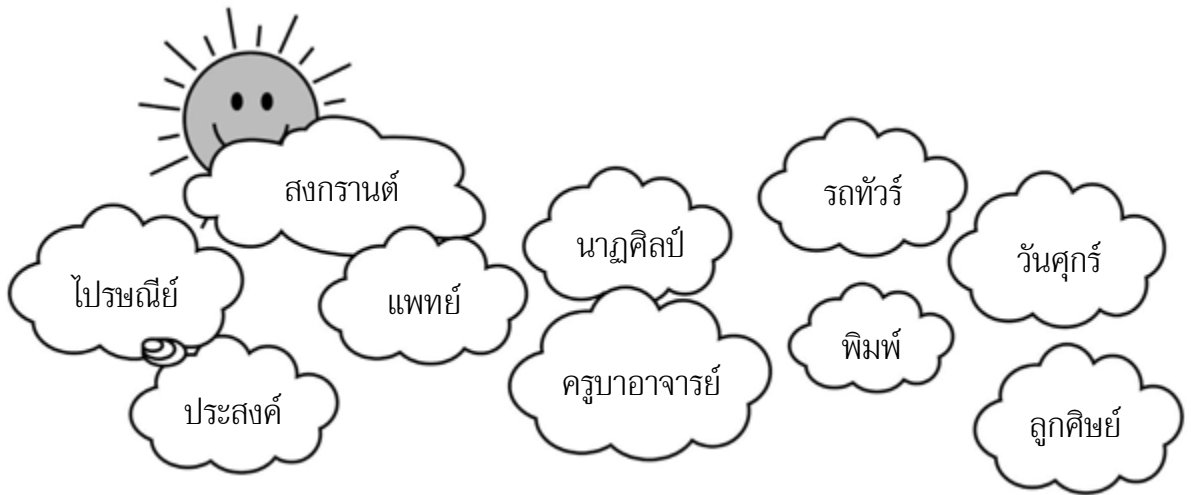 สงกรานต์
รถทัวร์
นาฏศิลป์
วันศุกร์
ไปรษณีย์
แพทย์
พิมพ์
ครูบาอาจารย์
ประสงค์
ลูกศิษย์